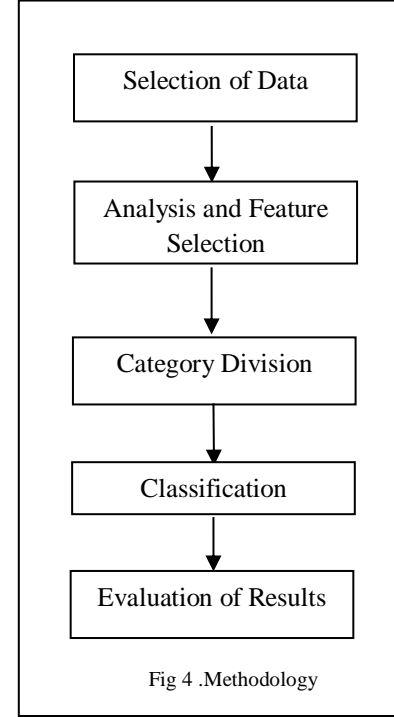 Selection of Data
Analysis and Feature
Selection
Category Division
Classification
Evaluation of Results
Fig 4 .Methodology